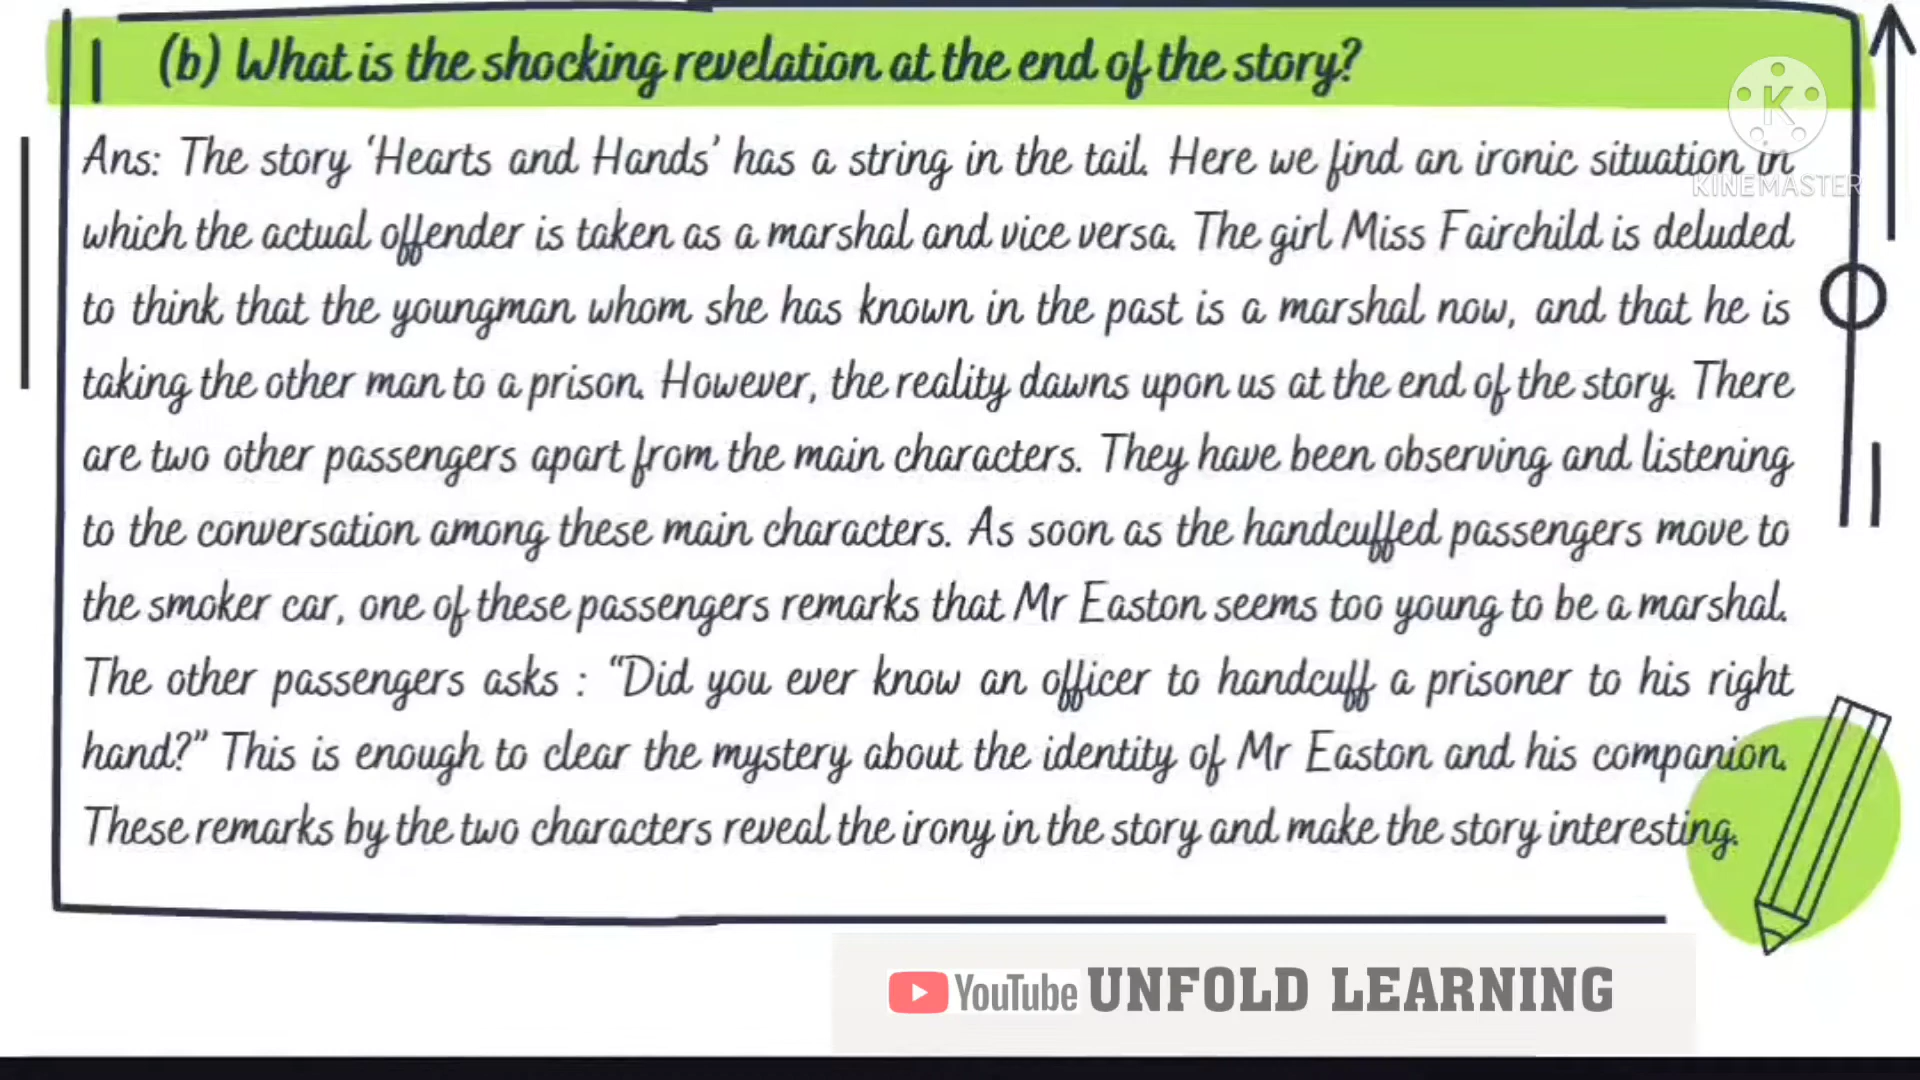 (b) What is the shocking revelation at the end of the story?
Ans: The story 'Hearts and Hands' has a string in the tail. Here we find an ironic situation in
which the actual offender is taken as a marshal and vice versa. The girl Miss Fairchild is deluded
to think that the youngman whom she has known in the past is a marshal now, and that he is
taking the other man to a prison. However, the reality dawns upon us at the end of the story. There
are two other passengers apart from the main characters. They have been observing and listening
to the conversation among these main characters. As soon as the handcuffed passengers move to
the smoker car, one of these passengers remarks that Mr Easton seems too young to be a marshal.
The other passengers asks : "Did you ever know an officer to handcuff a prisoner to his right
hand?" This is enough to clear the mystery about the identity of Mr Easton and his companion.
These remarks by the two characters reveal the irony in the story and make the story interesting.
K
KINEMASTER
YouTube UNFOLD LEARNING